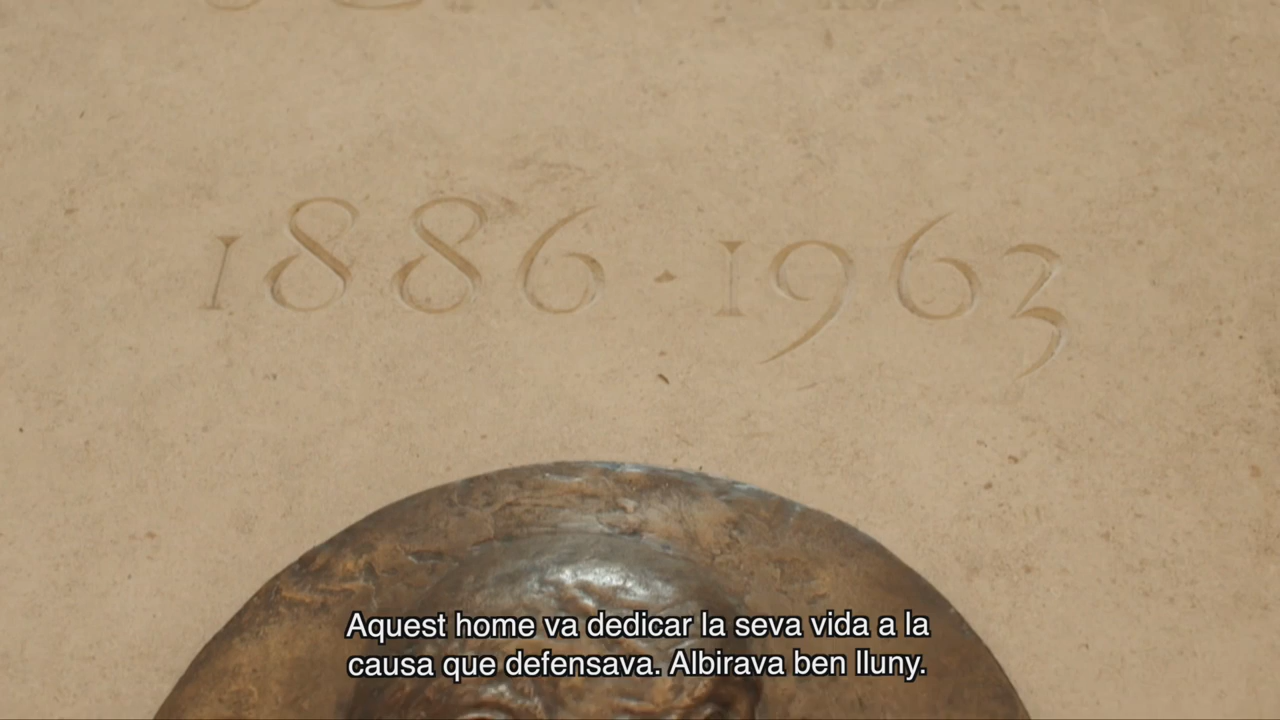 1886·1963
Aquest home va dedicar la seva vida a la
causa que defensava. Albirava ben lluny.